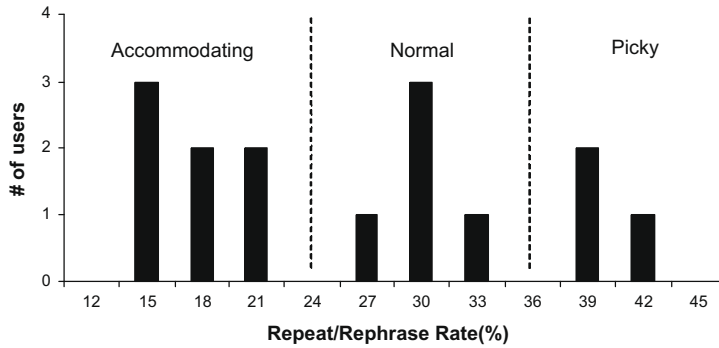 4
Accommodating
Normal
Picky
3
2
1
0
# of users
12 15 18 21 24 27 30 33 36 39 42 45
Repeat/Rephrase Rate(%)